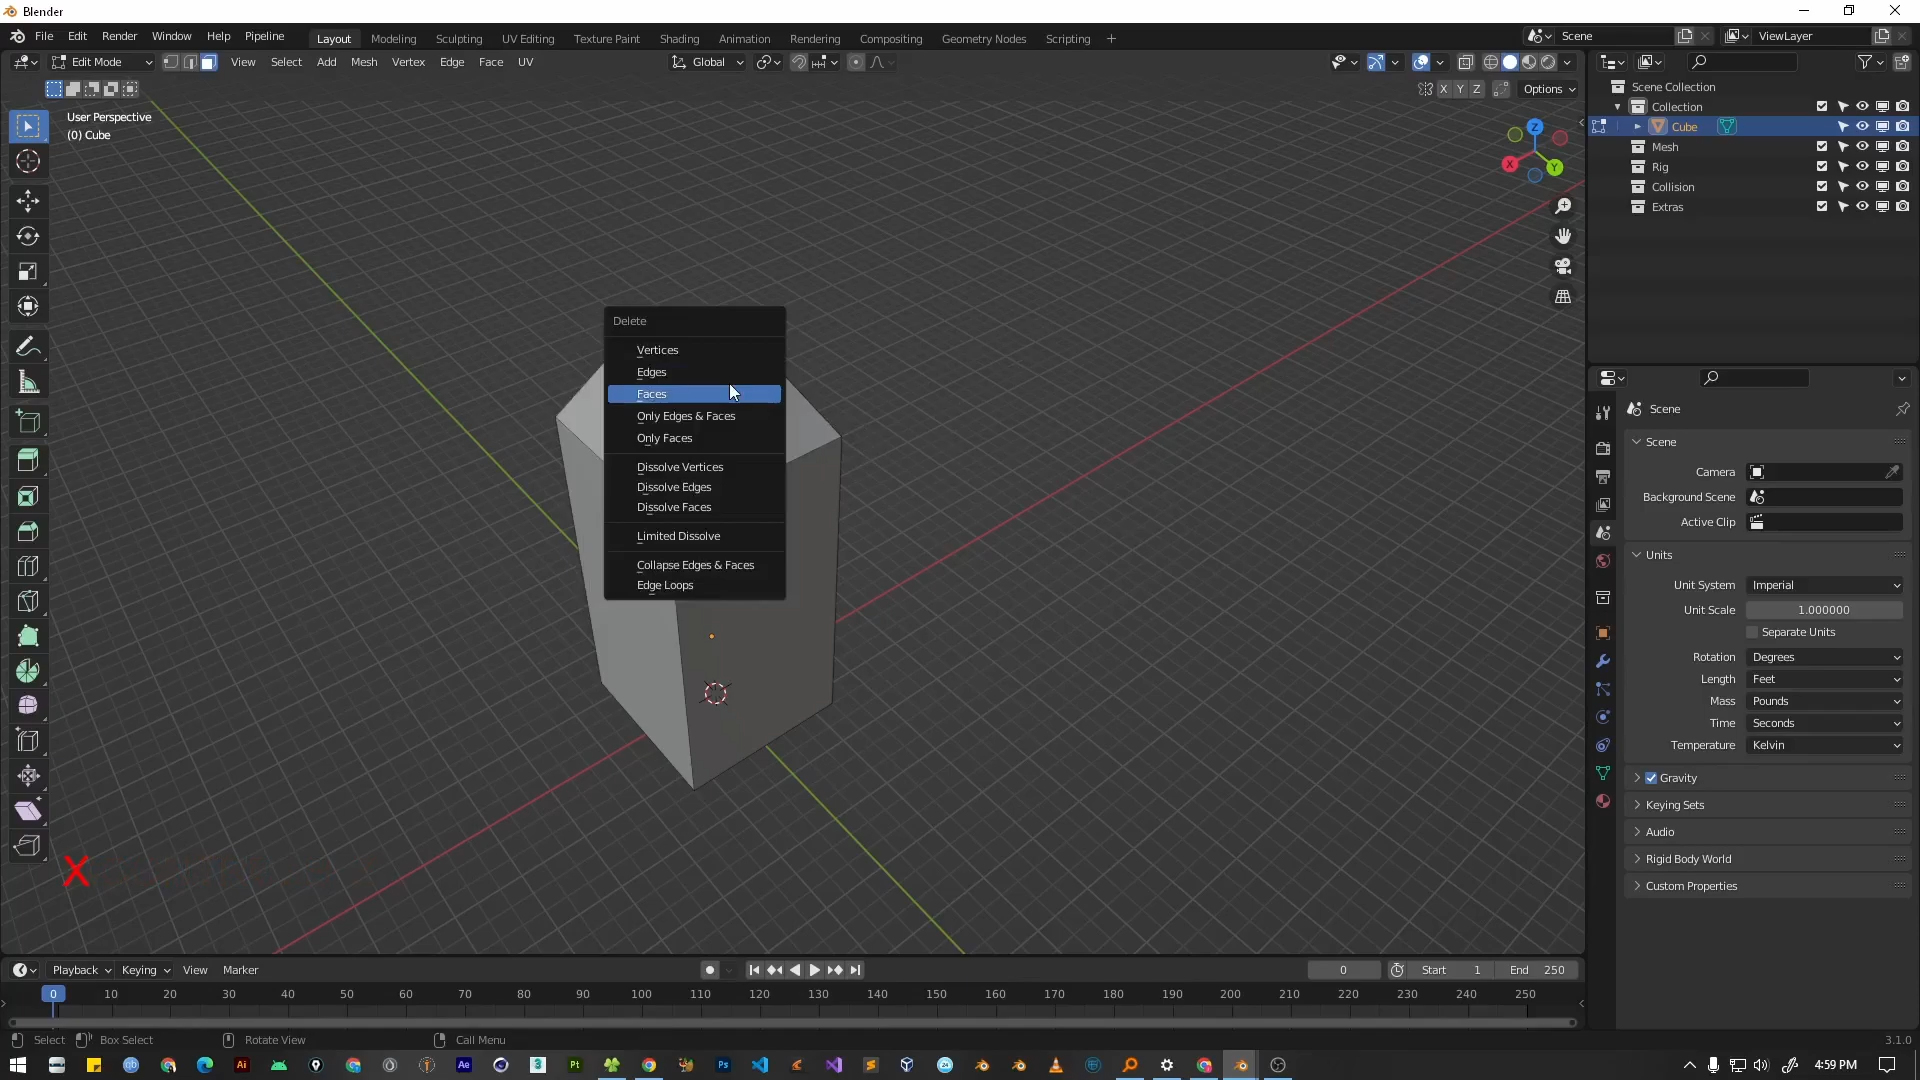 Blender
File Edit Render Window Help Pipeline
Layout Modeling Sculpting UV Editing Texture Paint Shading Animation Rendering Compositing Geometry Nodes Scripting +
Scene
ViewLayer
Edit Mode
View Select Add Mesh Vertex Edge Face UV
Global
X Y Z
Options
User Perspective
(0) Cube
Z
X
Y
Delete
Vertices
Edges
Faces
Only Edges & Faces
Only Faces
Dissolve Vertices
Dissolve Edges
Dissolve Faces
Limited Dissolve
Collapse Edges & Faces
Edge Loops
X
Scene Collection
Collection
Cube
Mesh
Rig
Collision
Extras
Scene
Scene
Camera
Background Scene
Active Clip
Units
Unit System Imperial
Unit Scale 1.000000
Separate Units
Rotation Degrees
Length Feet
Mass Pounds
Time Seconds
Temperature Kelvin
Gravity
Keying Sets
Audio
Rigid Body World
Custom Properties
Playback Keying View Marker
0
Start 1
End 250
0 10 20 30 40 50 60 70 80 90 100 110 120 130 140 150 160 170 180 190 200 210 220 230 240 250
Select
Box Select
Rotate View
Call Menu
3.1.0
Ai
Ae
3
Pt
Ps
4:59 PM